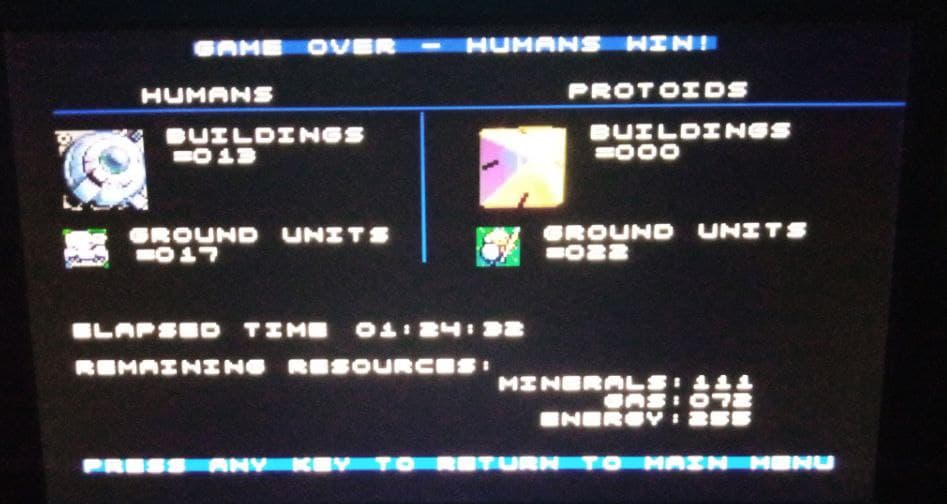 GAME OVER - HUMANS WIN!
HUMANS
PROTOIDS
BUILDINGS
=013
BUILDINGS
=000
GROUND UNITS
=017
GROUND UNITS
=022
ELAPSED TIME 01:24:32
REMAINING RESOURCES:
MINERALS:111
GAS:072
ENERGY:255
PRESS ANY KEY TO RETURN TO MAIN MENU